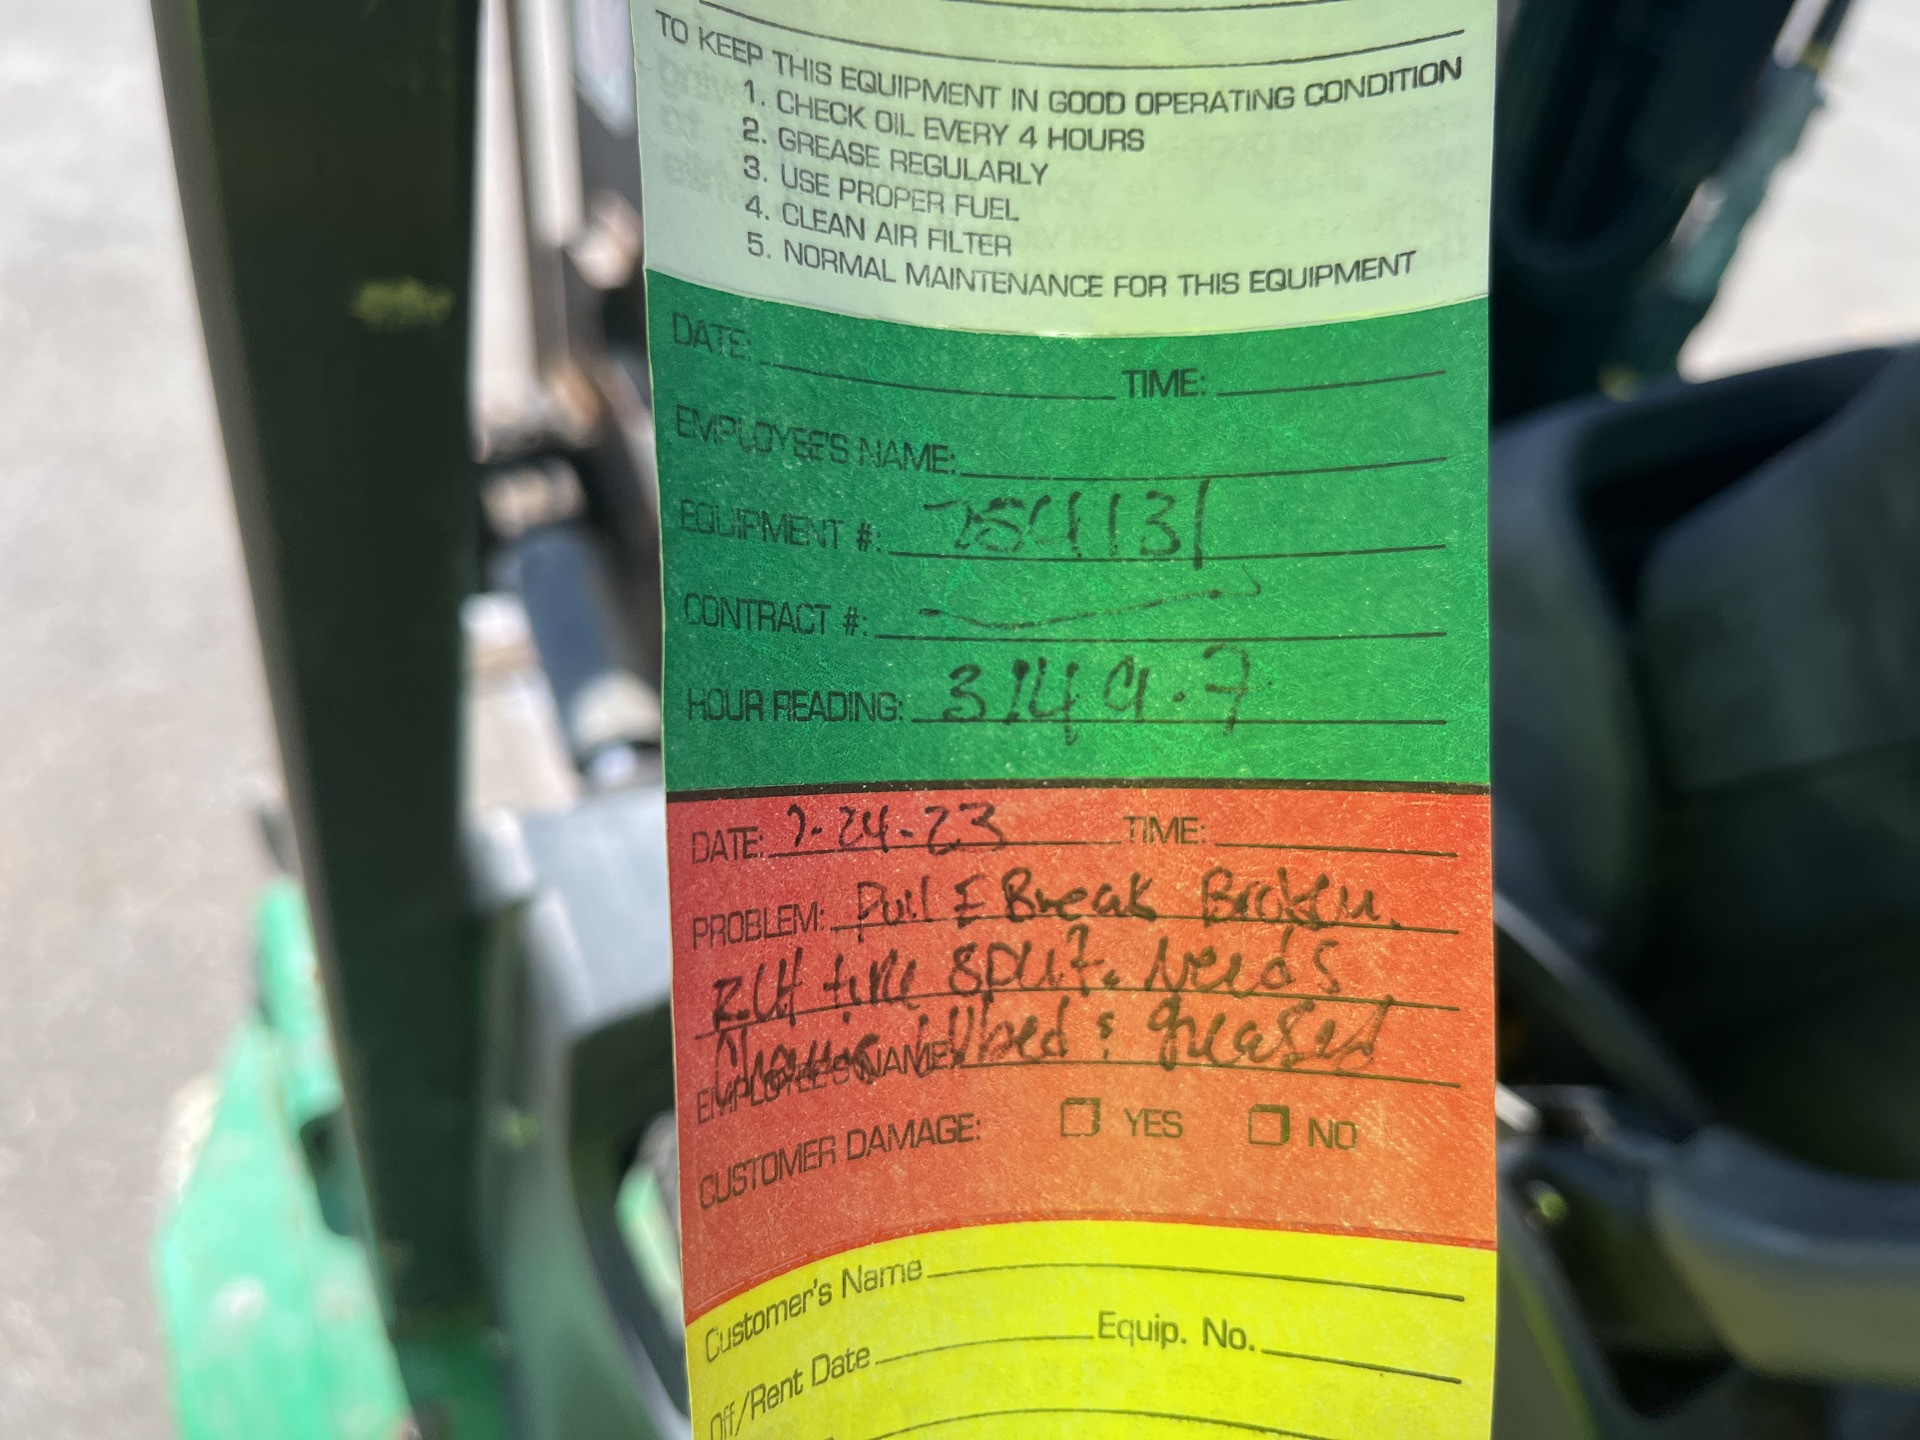 TO KEEP THIS EQUIPMENT IN GOOD OPERATING CONDITION
1. CHECK OIL EVERY 4 HOURS
2. GREASE REGULARLY
3. USE PROPER FUEL
4. CLEAN AIR FILTER
5. NORMAL MAINTENANCE FOR THIS EQUIPMENT
DATE: TIME:
EMPLOYEE'S NAME:
EQUIPMENT #: 254131
CONTRACT #:
HOUR READING: 3149.7
DATE: 7-24-23 TIME:
PROBLEM: Pull E Break Broken.
tire split. Needs
lubed & greased
EMPLOYEE'S NAME
CUSTOMER DAMAGE: YES NO
Customer's Name
Off/Rent Date Equip. No.